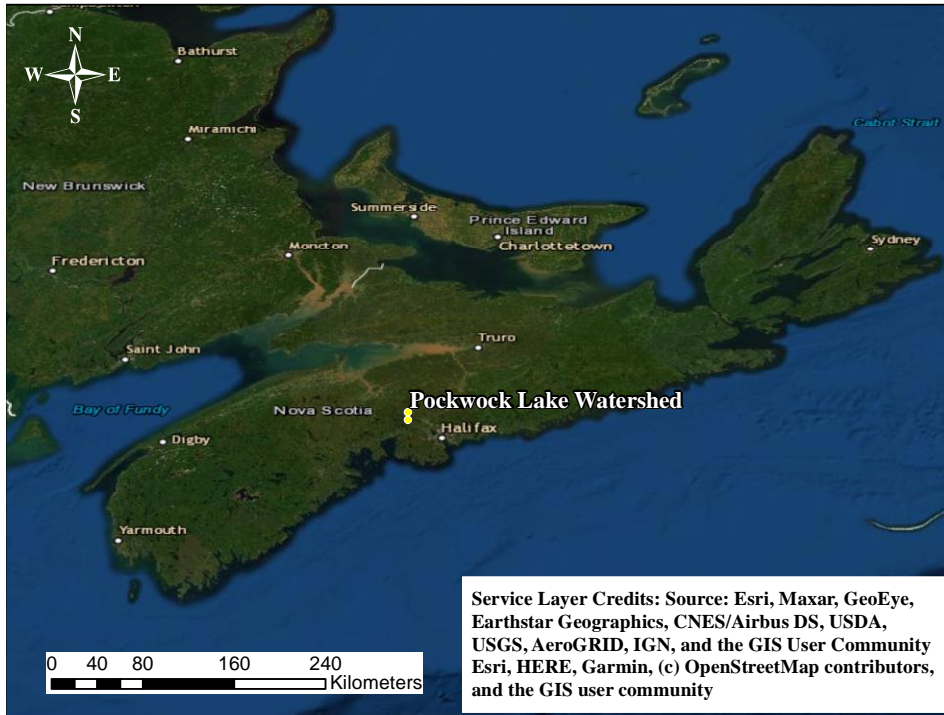 N
W E
S
Bathurst
Cabot Strait
Miramichi
New Brunswick
Summerside
Prince Edward
Island
Charlottetown
Moncton
Sydney
Fredericton
Truro
Saint John
Pockwock Lake Watershed
Bay of Fundy
Nova Scotia
Halifax
Digby
Yarmouth
Service Layer Credits: Source: Esri, Maxar, GeoEye,
Earthstar Geographics, CNES/Airbus DS, USDA,
USGS, AeroGRID, IGN, and the GIS User Community
Esri, HERE, Garmin, (c) OpenStreetMap contributors,
and the GIS user community
0 40 80 160 240
Kilometers